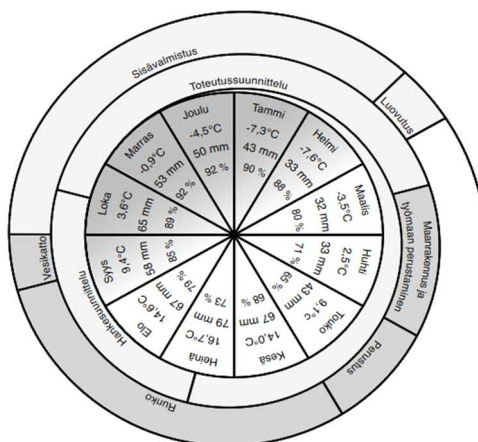 Sisävalmistus
Toteutussuunnittelu
Luovutus
Maanrakennus ja
työmaan perustaminen
Perustus
Runko
Vesikatto
Hankesuunnittelu
Tammi
-7,3°C
43 mm
90 %
Helmi
-7,6°C
33 mm
88 %
Maalis
-3,5°C
32 mm
80 %
Huhti
2,5°C
33 mm
71 %
Touko
9,1°C
43 mm
65 %
Kesä
14,0°C
67 mm
68 %
Heinä
16,7°C
79 mm
73 %
Elo
14,6°C
67 mm
79 %
Syys
9,4°C
58 mm
85 %
Loka
3,6°C
65 mm
89 %
Marras
-0,9°C
53 mm
92 %
Joulu
-4,5°C
50 mm
92 %